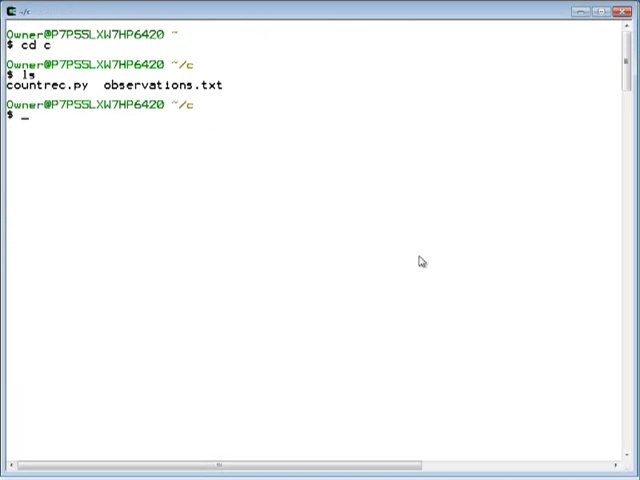 ~/c
Owner@P7P55LXW7HP6420 ~
$ cd c
Owner@P7P55LXW7HP6420 ~/c
$ ls
countrec.py  observations.txt
Owner@P7P55LXW7HP6420 ~/c
$ _